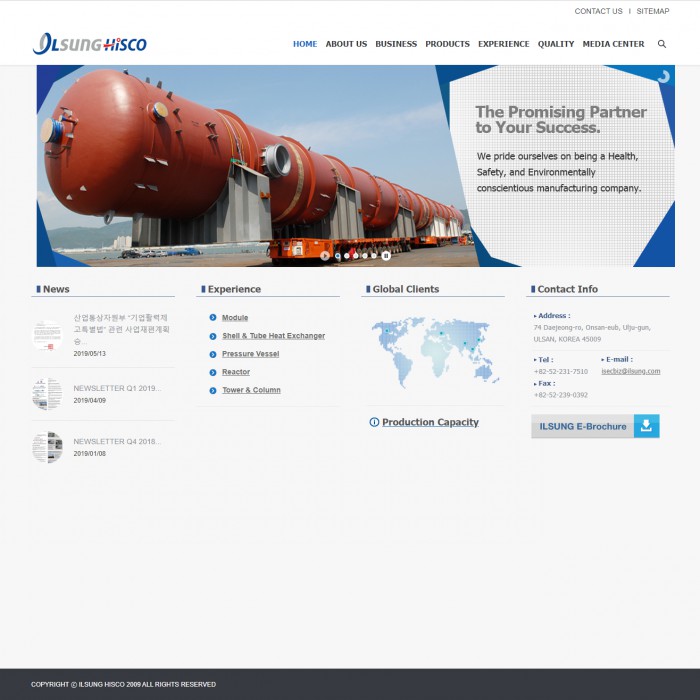 CONTACT US | SITEMAP
ILSUNG HISCO
HOME ABOUT US BUSINESS PRODUCTS EXPERIENCE QUALITY MEDIA CENTER
The Promising Partner
to Your Success.
We pride ourselves on being a Health,
Safety, and Environmentally
conscientious manufacturing company.
News
산업통상자원부 "기업활력제
고특별법" 관련 사업재편계획
승...
2019/05/13
NEWSLETTER Q1 2019...
2019/04/09
NEWSLETTER Q4 2018...
2019/01/08
Experience
Module
Shell & Tube Heat Exchanger
Pressure Vessel
Reactor
Tower & Column
Global Clients
Production Capacity
Contact Info
Address :
74 Daejeong-ro, Onsan-eub, Ulju-gun,
ULSAN, KOREA 45009
Tel : E-mail :
+82-52-231-7510 isecbiz@ilsung.com
Fax :
+82-52-239-0392
ILSUNG E-Brochure
COPYRIGHT ⓒ ILSUNG HISCO 2009 ALL RIGHTS RESERVED